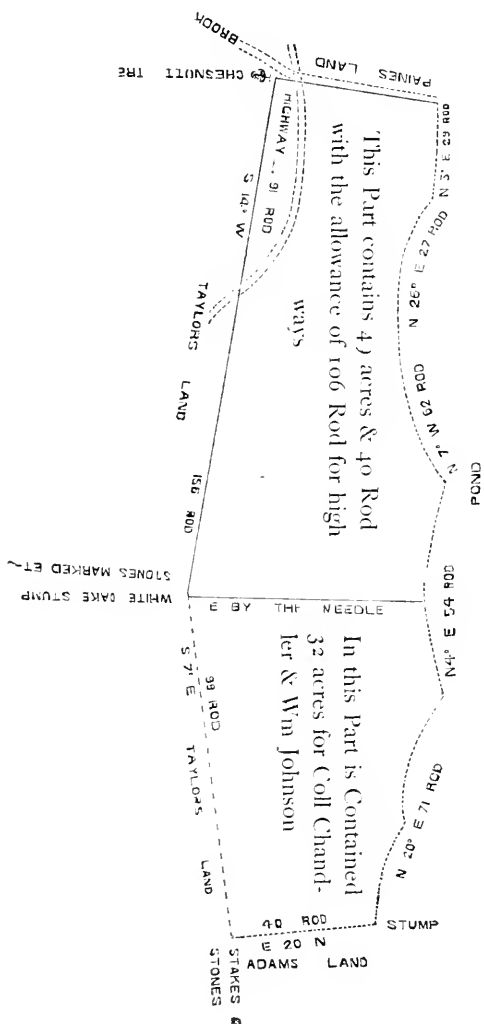 BROOK
CHESNUTT TRE
PAINES LAND
HIGHWAY 91 ROD
S 14° W
N 3° E 29 ROD
N 26° E 27 ROD
N 7° W 62 ROD
POND
This Part contains 4) acres & 40 Rod
with the allowance of 106 Rod for high
ways
TAYLORS LAND
156 ROD
WHITE OAKE STUMP
STONES MARKED ET
E BY THE NEEDLE
N 4° E 54 ROD
In this Part is Contained
32 acres for Coll Chand-
ler & Wm Johnson
99 ROD
S 7° E
TAYLORS LAND
N 20° E 71 ROD
STUMP
40 ROD
E 20 N
ADAMS LAND
STAKES &
STONES